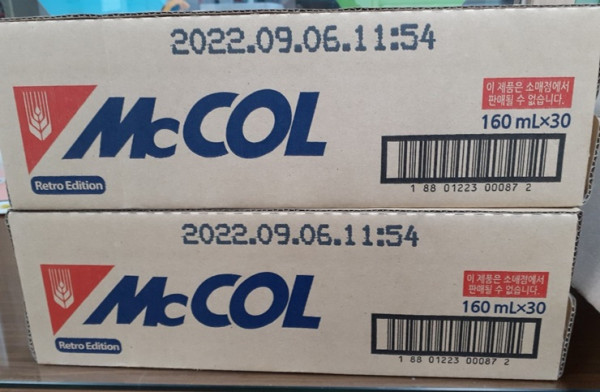 2022.09.06.11:54
McCOL
Retro Edition
이 제품은 소매점에서
판매될 수 없습니다.
160 mL×30
1 88 01223 00087 2
2022.09.06.11:54
McCOL
Retro Edition
이 제품은 소매점에서
판매될 수 없습니다.
160 mL×30
1 88 01223 00087 2